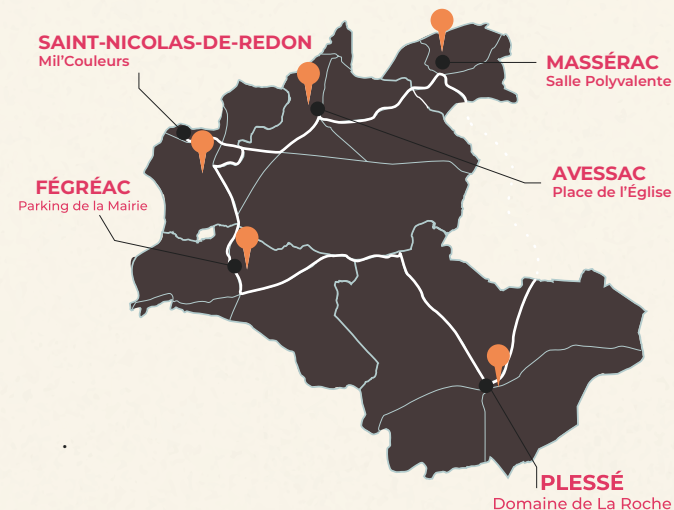 SAINT-NICOLAS-DE-REDON
Mil’Couleurs
MASSÉRAC
Salle Polyvalente
AVESSAC
Place de l’Église
FÉGRÉAC
Parking de la Mairie
PLESSÉ
Domaine de La Roche